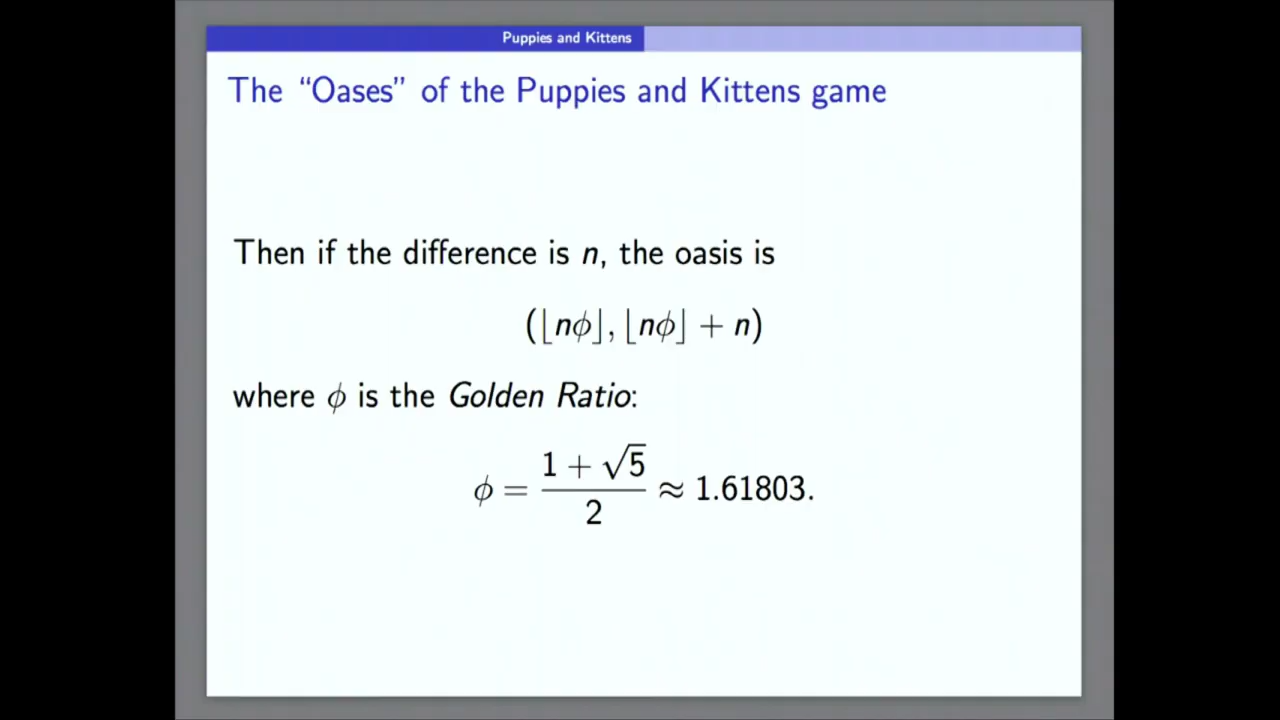 Puppies and Kittens
The “Oases” of the Puppies and Kittens game
Then if the difference is n, the oasis is
(⌊nϕ⌋, ⌊nϕ⌋ + n)
where ϕ is the Golden Ratio:
ϕ = (1 + √5)/2 ≈ 1.61803.